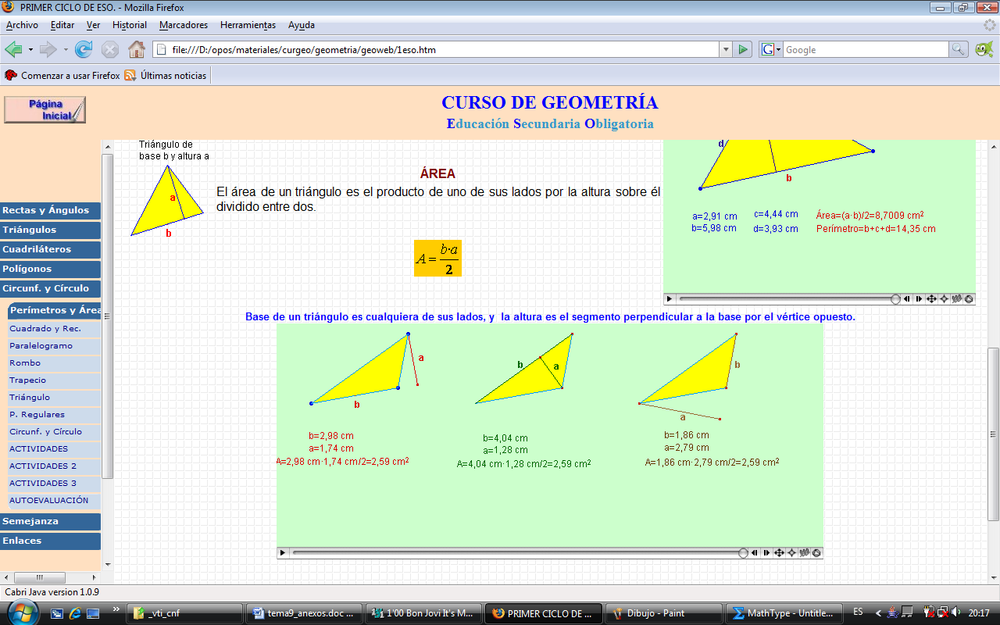 PRIMER CICLO DE ESO. - Mozilla Firefox
Archivo Editar Ver Historial Marcadores Herramientas Ayuda
file:///D:/opos/materiales/curgeo/geometria/geoweb/1eso.htm
G Google
Comenzar a usar Firefox Últimas noticias
Página
Inicial
CURSO DE GEOMETRÍA
Educación Secundaria Obligatoria
Rectas y Ángulos
Triángulos
Cuadriláteros
Polígonos
Circunf. y Círculo
Perímetros y Área
Cuadrado y Rec.
Paralelogramo
Rombo
Trapecio
Triángulo
P. Regulares
Circunf. y Círculo
ACTIVIDADES
ACTIVIDADES 2
ACTIVIDADES 3
AUTOEVALUACIÓN
Semejanza
Enlaces
Triángulo de
base b y altura a
a
b
ÁREA
El área de un triángulo es el producto de uno de sus lados por la altura sobre él
dividido entre dos.
A = b·a / 2
d
b
a=2,91 cm c=4,44 cm Área=(a·b)/2=8,7009 cm²
b=5,98 cm d=3,93 cm Perímetro=b+c+d=14,35 cm
Base de un triángulo es cualquiera de sus lados, y la altura es el segmento perpendicular a la base por el vértice opuesto.
a
b
b=2,98 cm
a=1,74 cm
A=2,98 cm·1,74 cm/2=2,59 cm²
b
a
b=4,04 cm
a=1,28 cm
A=4,04 cm·1,28 cm/2=2,59 cm²
b
a
b=1,86 cm
a=2,79 cm
A=1,86 cm·2,79 cm/2=2,59 cm²
Cabri Java version 1.0.9
_vti_cnf
tema9_anexos.doc ...
1'00 Bon Jovi It's M...
PRIMER CICLO DE ...
Dibujo - Paint
MathType - Untitle...
ES
20:17